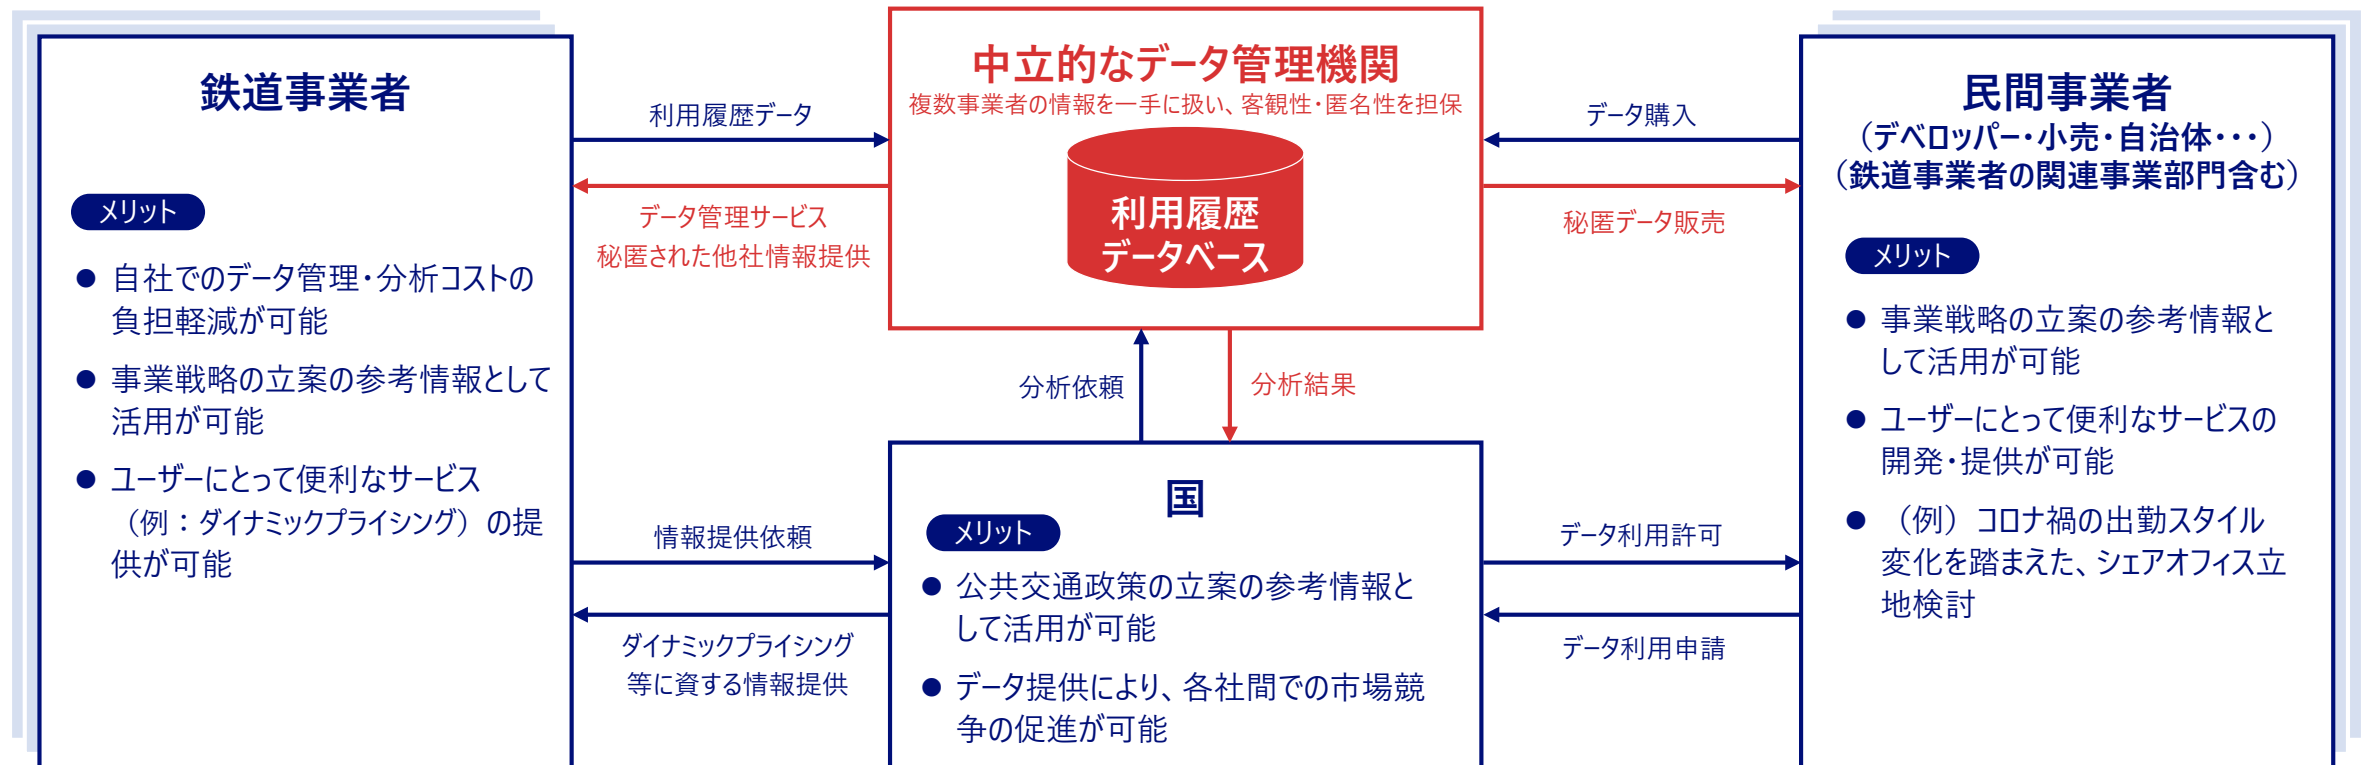 鉄道事業者
メリット
● 自社でのデータ管理・分析コストの
負担軽減が可能
● 事業戦略の立案の参考情報として
活用が可能
● ユーザーにとって便利なサービス
（例：ダイナミックプライシング）の提
供が可能
利用履歴データ
データ管理サービス
秘匿された他社情報提供
情報提供依頼
ダイナミックプライシング
等に資する情報提供
中立的なデータ管理機関
複数事業者の情報を一手に扱い、客観性・匿名性を担保
利用履歴
データベース
分析依頼
分析結果
国
メリット
● 公共交通政策の立案の参考情報と
して活用が可能
● データ提供により、各社間での市場競
争の促進が可能
データ購入
秘匿データ販売
データ利用許可
データ利用申請
民間事業者
（デベロッパー・小売・自治体・・・）
（鉄道事業者の関連事業部門含む）
メリット
● 事業戦略の立案の参考情報と
して活用が可能
● ユーザーにとって便利なサービスの
開発・提供が可能
● （例）コロナ禍の出勤スタイル
変化を踏まえた、シェアオフィス立
地検討